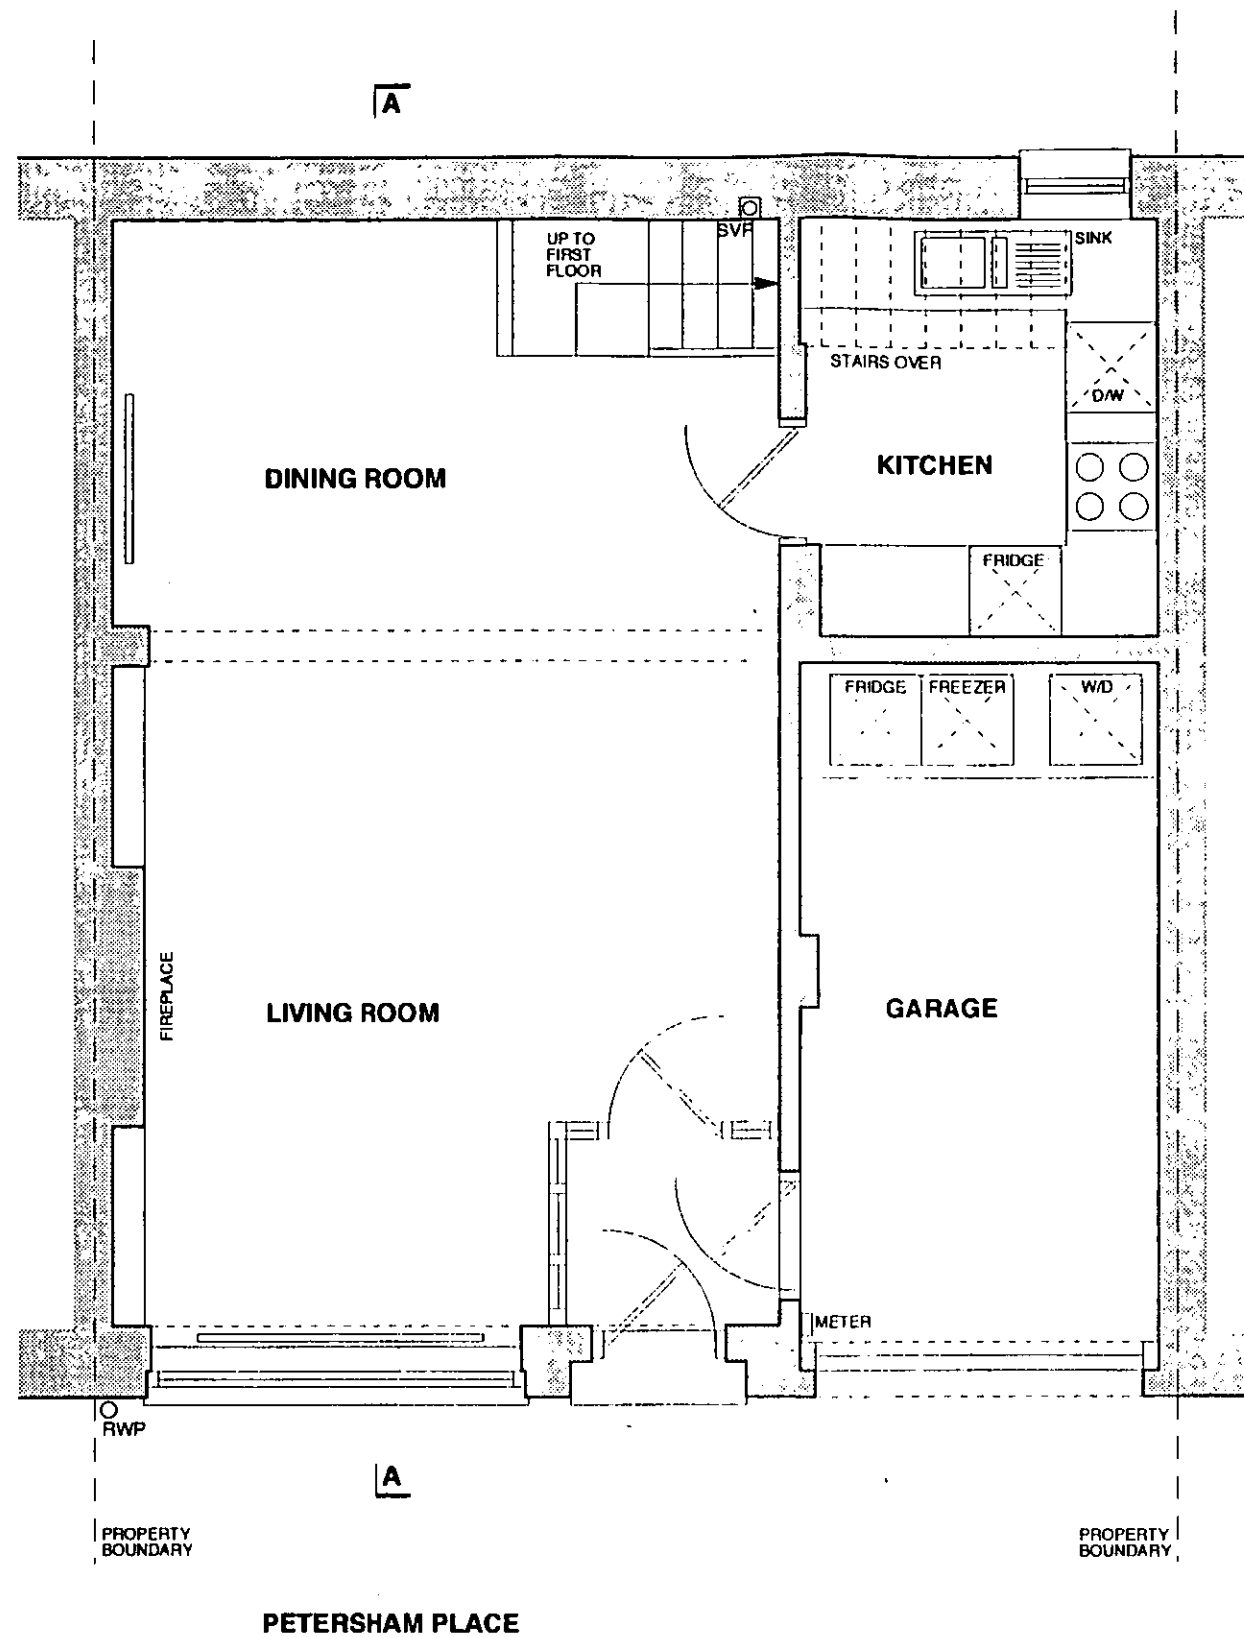 A
SVP
UP TO
FIRST
FLOOR
SINK
STAIRS OVER
D/W
DINING ROOM
KITCHEN
FRIDGE
FRIDGE
FREEZER
W/D
FIREPLACE
LIVING ROOM
GARAGE
METER
RWP
A
PROPERTY
BOUNDARY
PROPERTY
BOUNDARY
PETERSHAM PLACE